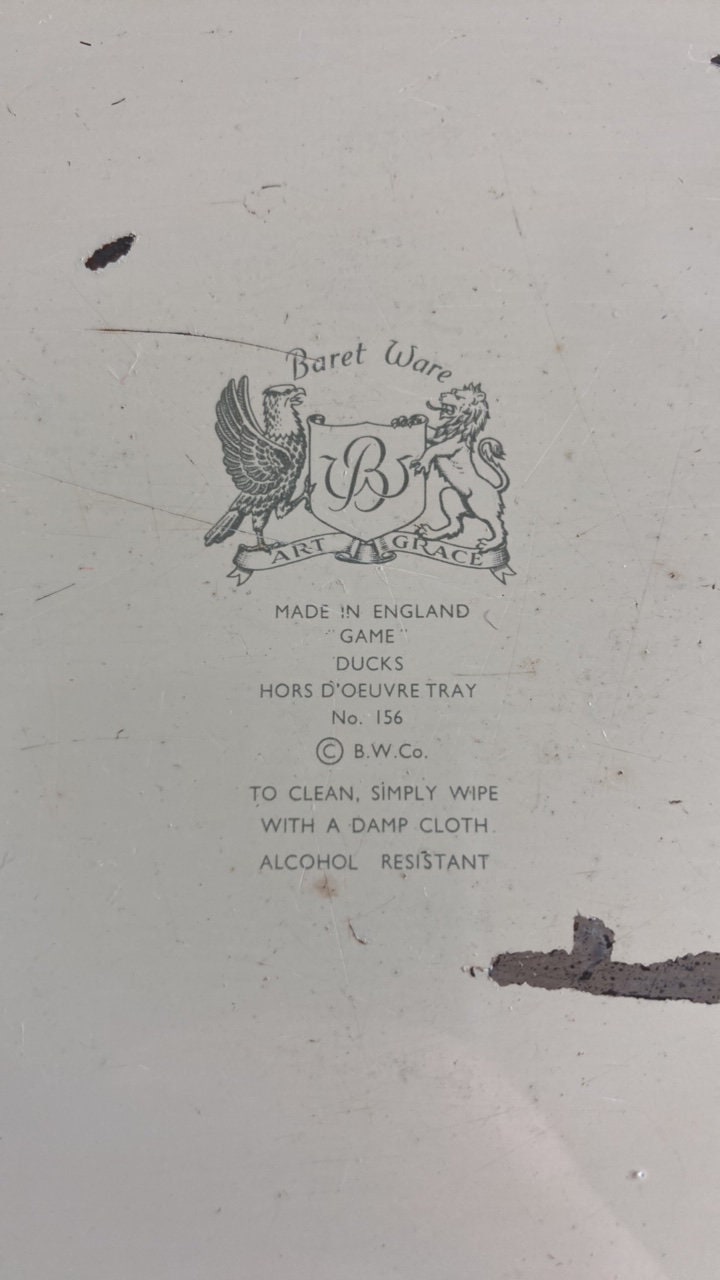 Baret Ware
BW
ART GRACE
MADE IN ENGLAND
"GAME"
DUCKS
HORS D'OEUVRE TRAY
No. 156
© B.W.Co.
TO CLEAN, SIMPLY WIPE
WITH A DAMP CLOTH
ALCOHOL RESISTANT